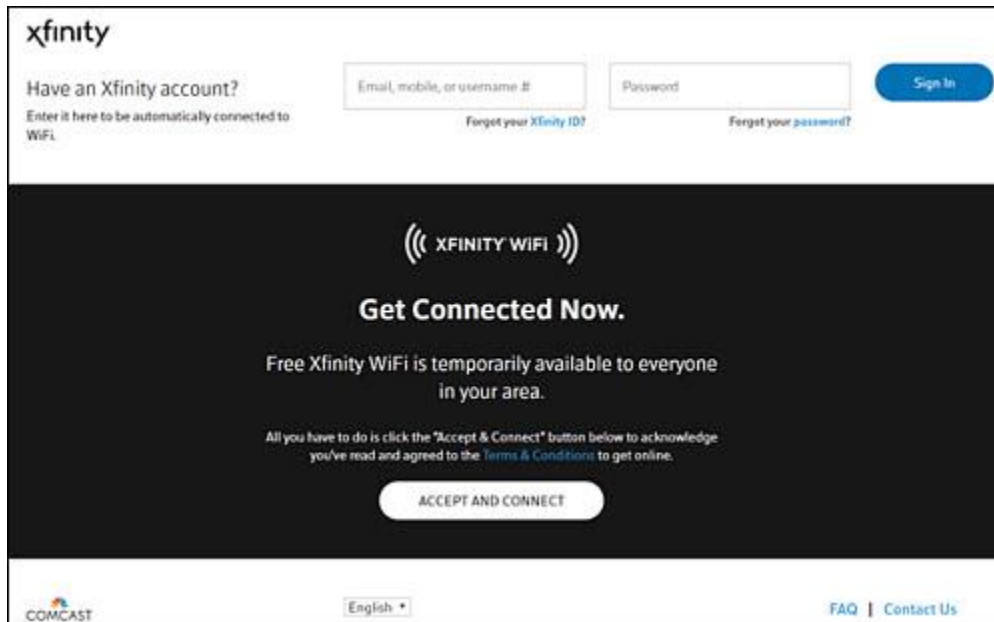 xfinity
Have an Xfinity account?
Enter it here to be automatically connected to
WiFi.
Email, mobile, or username #
Forgot your Xfinity ID?
Password
Forgot your password?
Sign In
XFINITY WiFi
Get Connected Now.
Free Xfinity WiFi is temporarily available to everyone
in your area.
All you have to do is click the "Accept & Connect" button below to acknowledge
you've read and agreed to the Terms & Conditions to get online.
ACCEPT AND CONNECT
COMCAST
English
FAQ | Contact Us